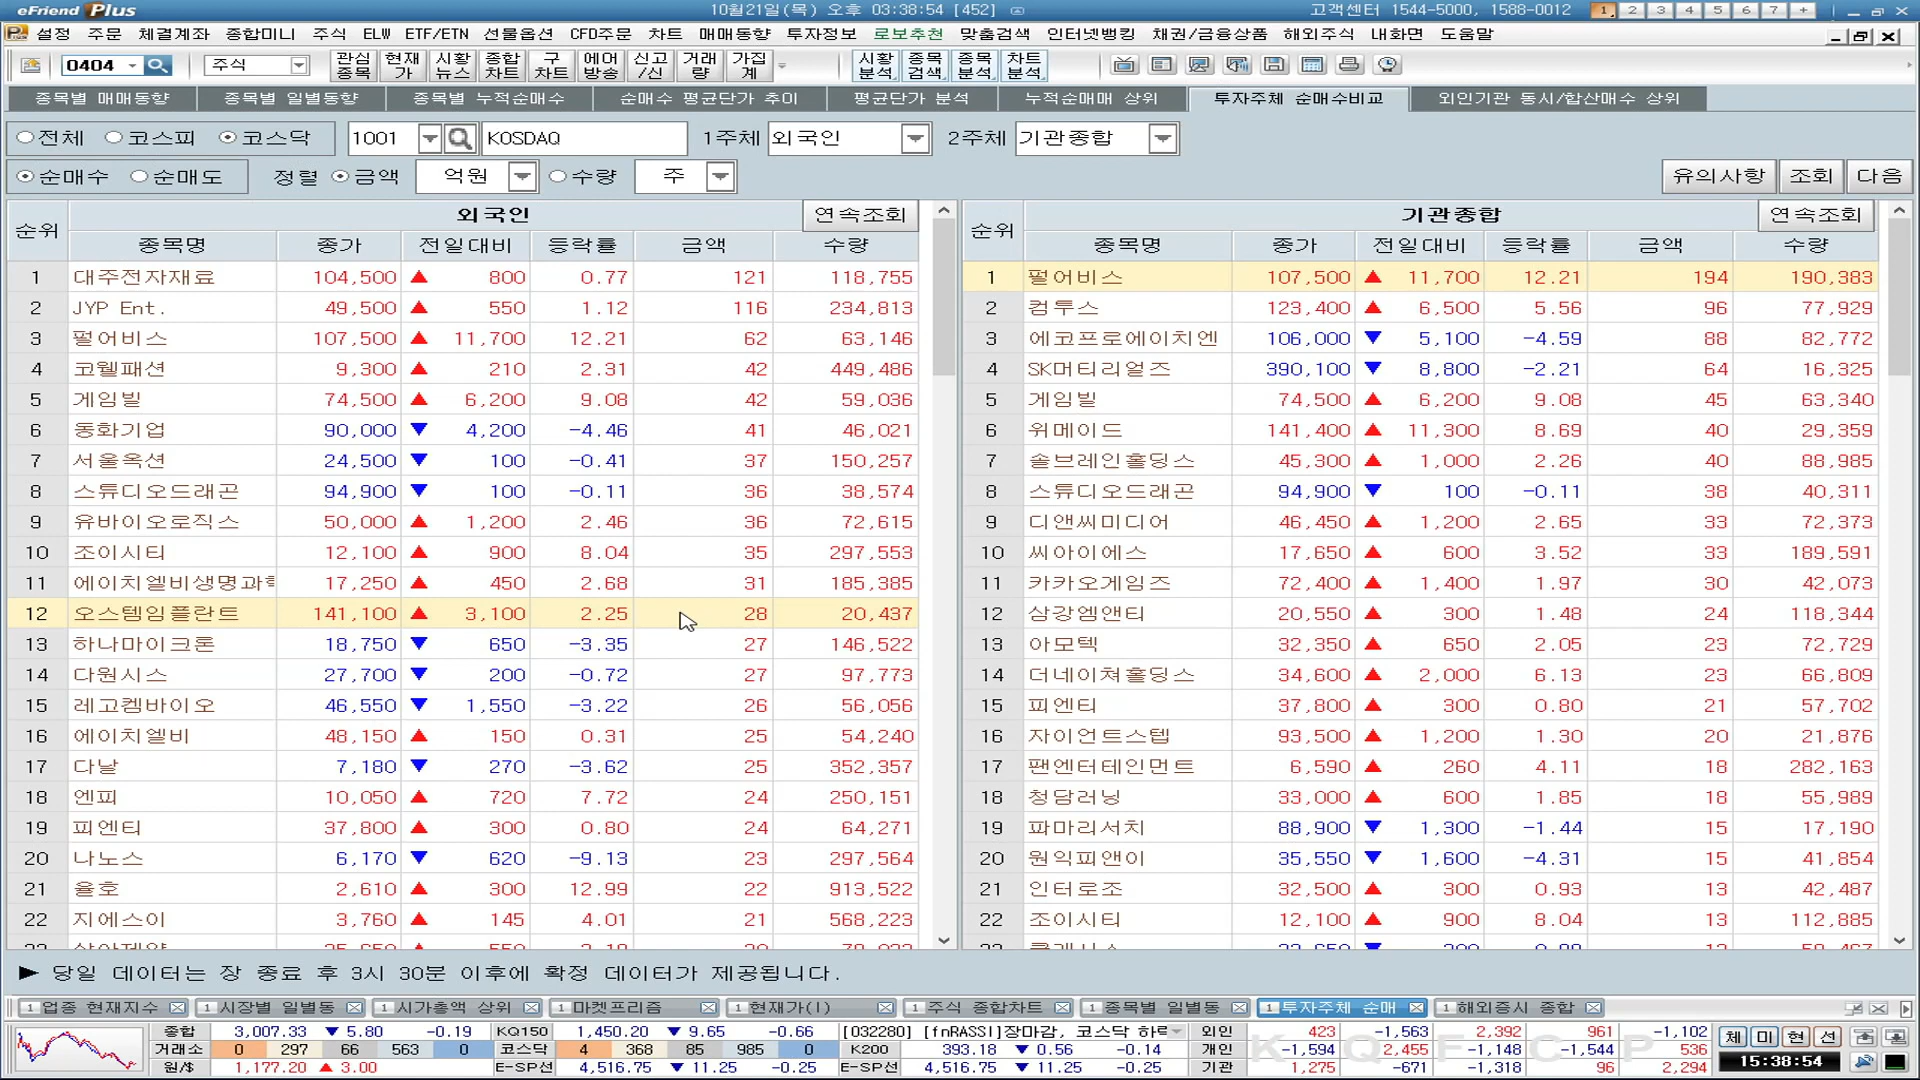 eFriend Plus 10월21일(목) 오후 03:38:54 [452] 고객센터 1544-5000, 1588-0012 1 2 3 4 5 6 7 +
설정 주문 체결계좌 종합미니 주식 ELW ETF/ETN 선물옵션 CFD주문 차트 매매동향 투자정보 로보추천 맞춤검색 인터넷뱅킹 채권/금융상품 해외주식 내화면 도움말
0404 주식 관심종목 현재가 시황뉴스 종합차트 구차트 에어방송 신고/신 거래량 가집계 시황분석 종목검색 종목분석 차트분석
종목별 매매동향 종목별 일별동향 종목별 누적순매수 순매수 평균단가 추이 평균단가 분석 누적순매매 상위 투자주체 순매수비교 외인기관 동시/합산매수 상위
전체 코스피 코스닥 1001 KOSDAQ 1주체 외국인 2주체 기관종합
순매수 순매도 정렬 금액 억원 수량 주 유의사항 조회 다음
순위 외국인 연속조회
종목명 종가 전일대비 등락률 금액 수량
1 대주전자재료 104,500 ▲ 800 0.77 121 118,755
2 JYP Ent. 49,500 ▲ 550 1.12 116 234,813
3 펄어비스 107,500 ▲ 11,700 12.21 62 63,146
4 코웰패션 9,300 ▲ 210 2.31 42 449,486
5 게임빌 74,500 ▲ 6,200 9.08 42 59,036
6 동화기업 90,000 ▼ 4,200 -4.46 41 46,021
7 서울옥션 24,500 ▼ 100 -0.41 37 150,257
8 스튜디오드래곤 94,900 ▼ 100 -0.11 36 38,574
9 유바이오로직스 50,000 ▲ 1,200 2.46 36 72,615
10 조이시티 12,100 ▲ 900 8.04 35 297,553
11 에이치엘비생명과학 17,250 ▲ 450 2.68 31 185,385
12 오스템임플란트 141,100 ▲ 3,100 2.25 28 20,437
13 하나마이크론 18,750 ▼ 650 -3.35 27 146,522
14 다원시스 27,700 ▼ 200 -0.72 27 97,773
15 레고켐바이오 46,550 ▼ 1,550 -3.22 26 56,056
16 에이치엘비 48,150 ▲ 150 0.31 25 54,240
17 다날 7,180 ▼ 270 -3.62 25 352,357
18 엔피 10,050 ▲ 720 7.72 24 250,151
19 피엔티 37,800 ▲ 300 0.80 24 64,271
20 나노스 6,170 ▼ 620 -9.13 23 297,564
21 율호 2,610 ▲ 300 12.99 22 913,522
22 지에스이 3,760 ▲ 145 4.01 21 568,223
순위 기관종합 연속조회
종목명 종가 전일대비 등락률 금액 수량
1 펄어비스 107,500 ▲ 11,700 12.21 194 190,383
2 컴투스 123,400 ▲ 6,500 5.56 96 77,929
3 에코프로에이치엔 106,000 ▼ 5,100 -4.59 88 82,772
4 SK머티리얼즈 390,100 ▼ 8,800 -2.21 64 16,325
5 게임빌 74,500 ▲ 6,200 9.08 45 63,340
6 위메이드 141,400 ▲ 11,300 8.69 40 29,359
7 솔브레인홀딩스 45,300 ▲ 1,000 2.26 40 88,985
8 스튜디오드래곤 94,900 ▼ 100 -0.11 38 40,311
9 디앤씨미디어 46,450 ▲ 1,200 2.65 33 72,373
10 씨아이에스 17,650 ▲ 600 3.52 33 189,591
11 카카오게임즈 72,400 ▲ 1,400 1.97 30 42,073
12 삼강엠앤티 20,550 ▲ 300 1.48 24 118,344
13 아모텍 32,350 ▲ 650 2.05 23 72,729
14 더네이쳐홀딩스 34,600 ▲ 2,000 6.13 23 66,809
15 피엔티 37,800 ▲ 300 0.80 21 57,702
16 자이언트스텝 93,500 ▲ 1,200 1.30 20 21,876
17 팬엔터테인먼트 6,590 ▲ 260 4.11 18 282,163
18 청담러닝 33,000 ▲ 600 1.85 18 55,989
19 파마리서치 88,900 ▼ 1,300 -1.44 15 17,190
20 원익피앤이 35,550 ▼ 1,600 -4.31 15 41,854
21 인터로조 32,500 ▲ 300 0.93 13 42,487
22 조이시티 12,100 ▲ 900 8.04 13 112,885
▶ 당일 데이터는 장 종료 후 3시 30분 이후에 확정 데이터가 제공됩니다.
1 업종 현재지수 1 시장별 일별동 1 시가총액 상위 1 마켓프리즘 1 현재가(I) 1 주식 종합차트 1 종목별 일별동 1 투자주체 순매 1 해외증시 종합
종합 3,007.33 ▼ 5.80 -0.19 KQ150 1,450.20 ▼ 9.65 -0.66 [032280] [fnRASSI]장마감, 코스닥 하락 외인 423 -1,563 2,392 961 -1,102 체 미 현 선
거래소 0 297 66 563 0 코스닥 4 368 85 985 0 K200 393.18 ▼ 0.56 -0.14 개인 -1,594 2,455 -1,148 -1,544 536
원/$ 1,177.20 ▲ 3.00 E-SP선 4,516.75 ▼ 11.25 -0.25 E-SP선 4,516.75 ▼ 11.25 -0.25 기관 1,275 -671 -1,318 96 2,294 15:38:54
K Q F C P